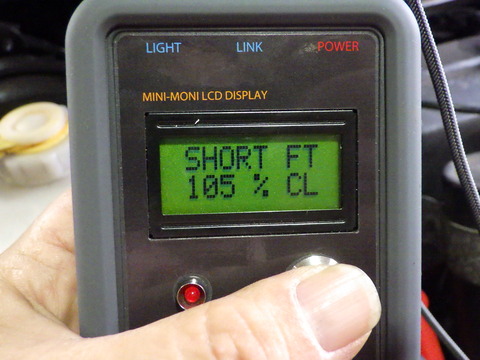 LIGHT LINK POWER
MINI-MONI LCD DISPLAY
SHORT FT
105 % CL